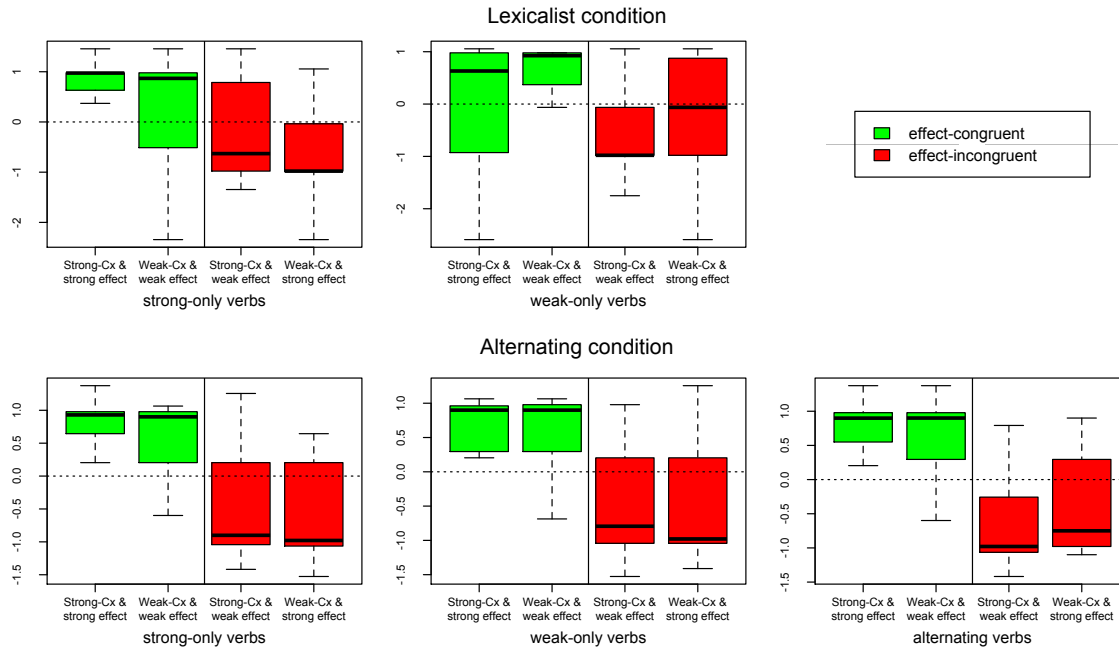 Lexicalist condition
1
0
-1
-2
Strong-Cx & strong effect
Weak-Cx & weak effect
Strong-Cx & weak effect
Weak-Cx & strong effect
strong-only verbs
1
0
-1
-2
Strong-Cx & strong effect
Weak-Cx & weak effect
Strong-Cx & weak effect
Weak-Cx & strong effect
weak-only verbs
effect-congruent
effect-incongruent
Alternating condition
1.0
0.5
0.0
-0.5
-1.0
-1.5
Strong-Cx & strong effect
Weak-Cx & weak effect
Strong-Cx & weak effect
Weak-Cx & strong effect
strong-only verbs
1.0
0.5
0.0
-0.5
-1.0
-1.5
Strong-Cx & strong effect
Weak-Cx & weak effect
Strong-Cx & weak effect
Weak-Cx & strong effect
weak-only verbs
1.0
0.5
0.0
-0.5
-1.0
-1.5
Strong-Cx & strong effect
Weak-Cx & weak effect
Strong-Cx & weak effect
Weak-Cx & strong effect
alternating verbs